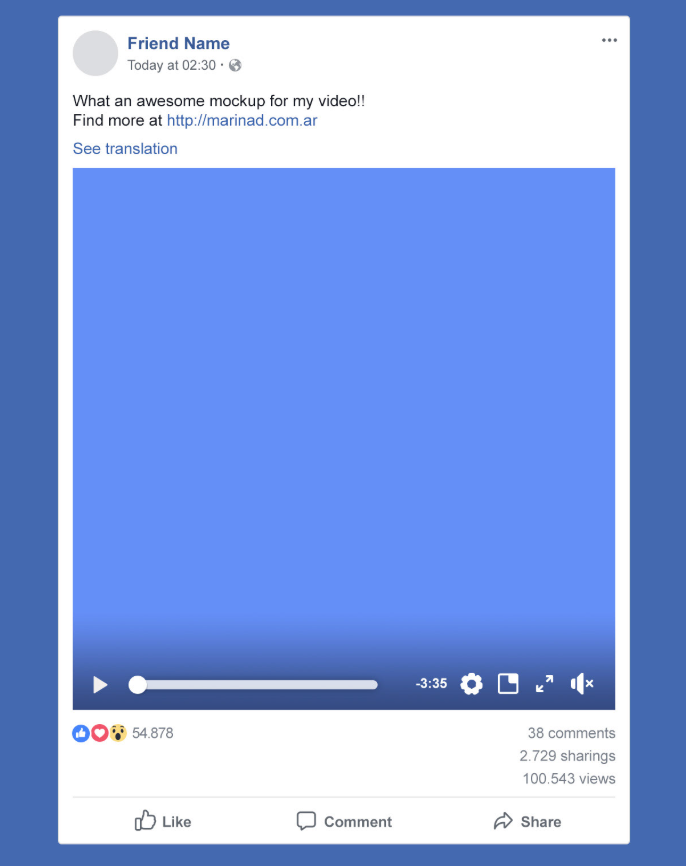 Friend Name
Today at 02:30 ·
What an awesome mockup for my video!!
Find more at http://marinad.com.ar
See translation
-3:35
54.878
38 comments
2.729 sharings
100.543 views
Like
Comment
Share